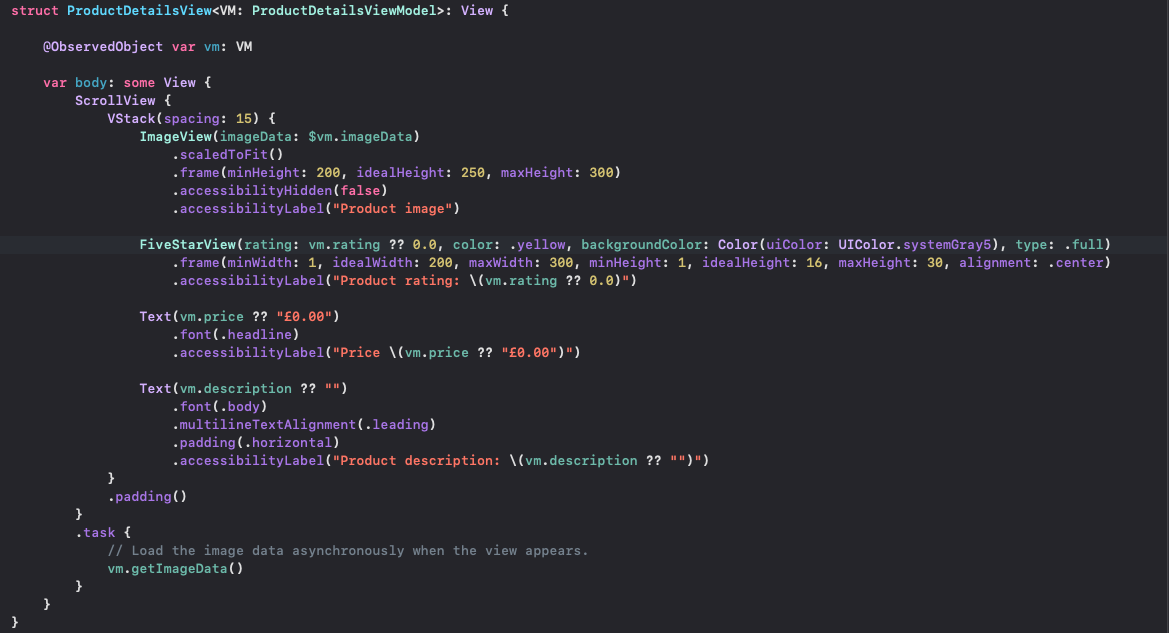 struct ProductDetailsView<VM: ProductDetailsViewModel>: View {
@ObservedObject var vm: VM
var body: some View {
ScrollView {
VStack(spacing: 15) {
ImageView(imageData: $vm.imageData)
.scaledToFit()
.frame(minHeight: 200, idealHeight: 250, maxHeight: 300)
.accessibilityHidden(false)
.accessibilityLabel("Product image")
FiveStarView(rating: vm.rating ?? 0.0, color: .yellow, backgroundColor: Color(uiColor: UIColor.systemGray5), type: .full)
.frame(minWidth: 1, idealWidth: 200, maxWidth: 300, minHeight: 1, idealHeight: 16, maxHeight: 30, alignment: .center)
.accessibilityLabel("Product rating: \(vm.rating ?? 0.0)")
Text(vm.price ?? "£0.00")
.font(.headline)
.accessibilityLabel("Price \(vm.price ?? "£0.00")")
Text(vm.description ?? "")
.font(.body)
.multilineTextAlignment(.leading)
.padding(.horizontal)
.accessibilityLabel("Product description: \(vm.description ?? "")")
}
.padding()
}
.task {
// Load the image data asynchronously when the view appears.
vm.getImageData()
}
}
}